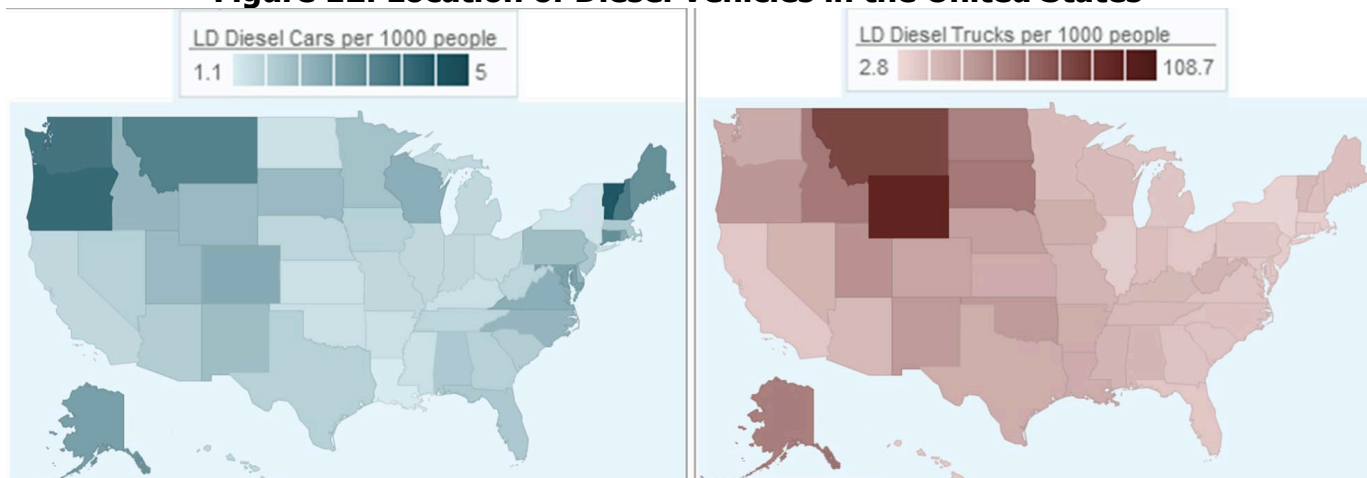 Figure 22. Location of Diesel Vehicles in the United States
LD Diesel Cars per 1000 people
1.1 5
LD Diesel Trucks per 1000 people
2.8 108.7